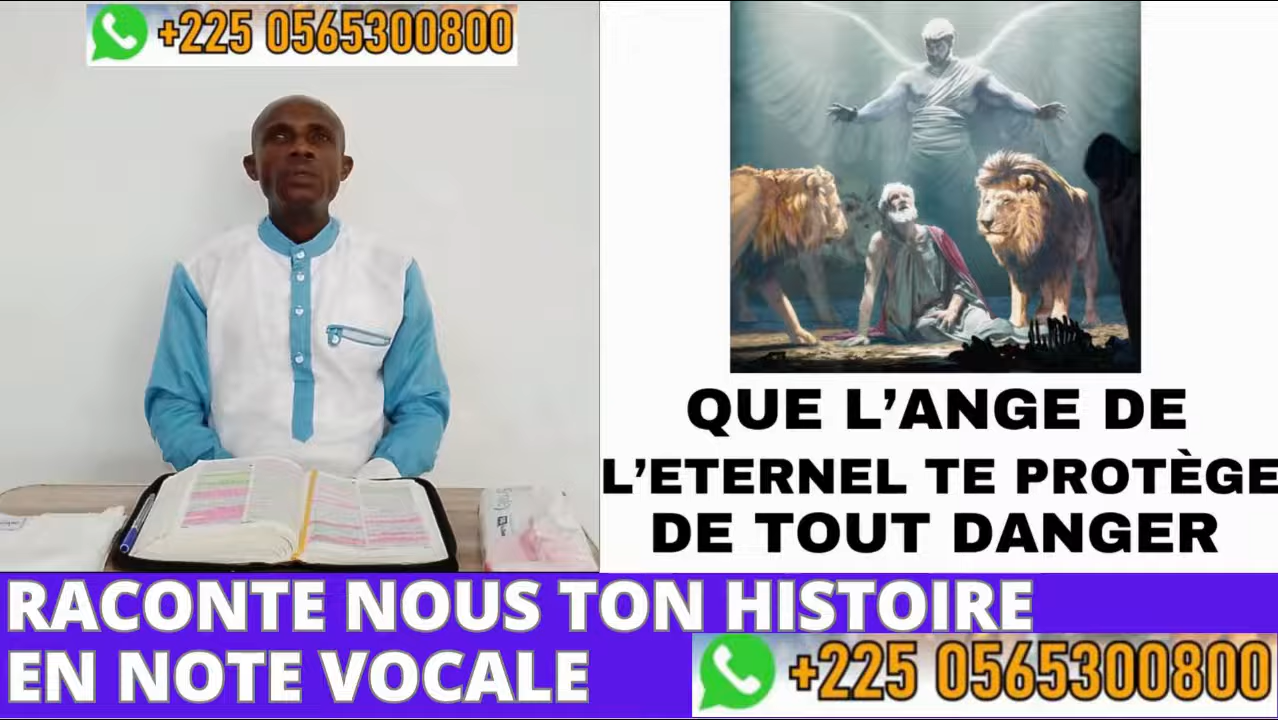 +225 0565300800
QUE L'ANGE DE
L'ETERNEL TE PROTÈGE
DE TOUT DANGER
RACONTE NOUS TON HISTOIRE
EN NOTE VOCALE
+225 0565300800